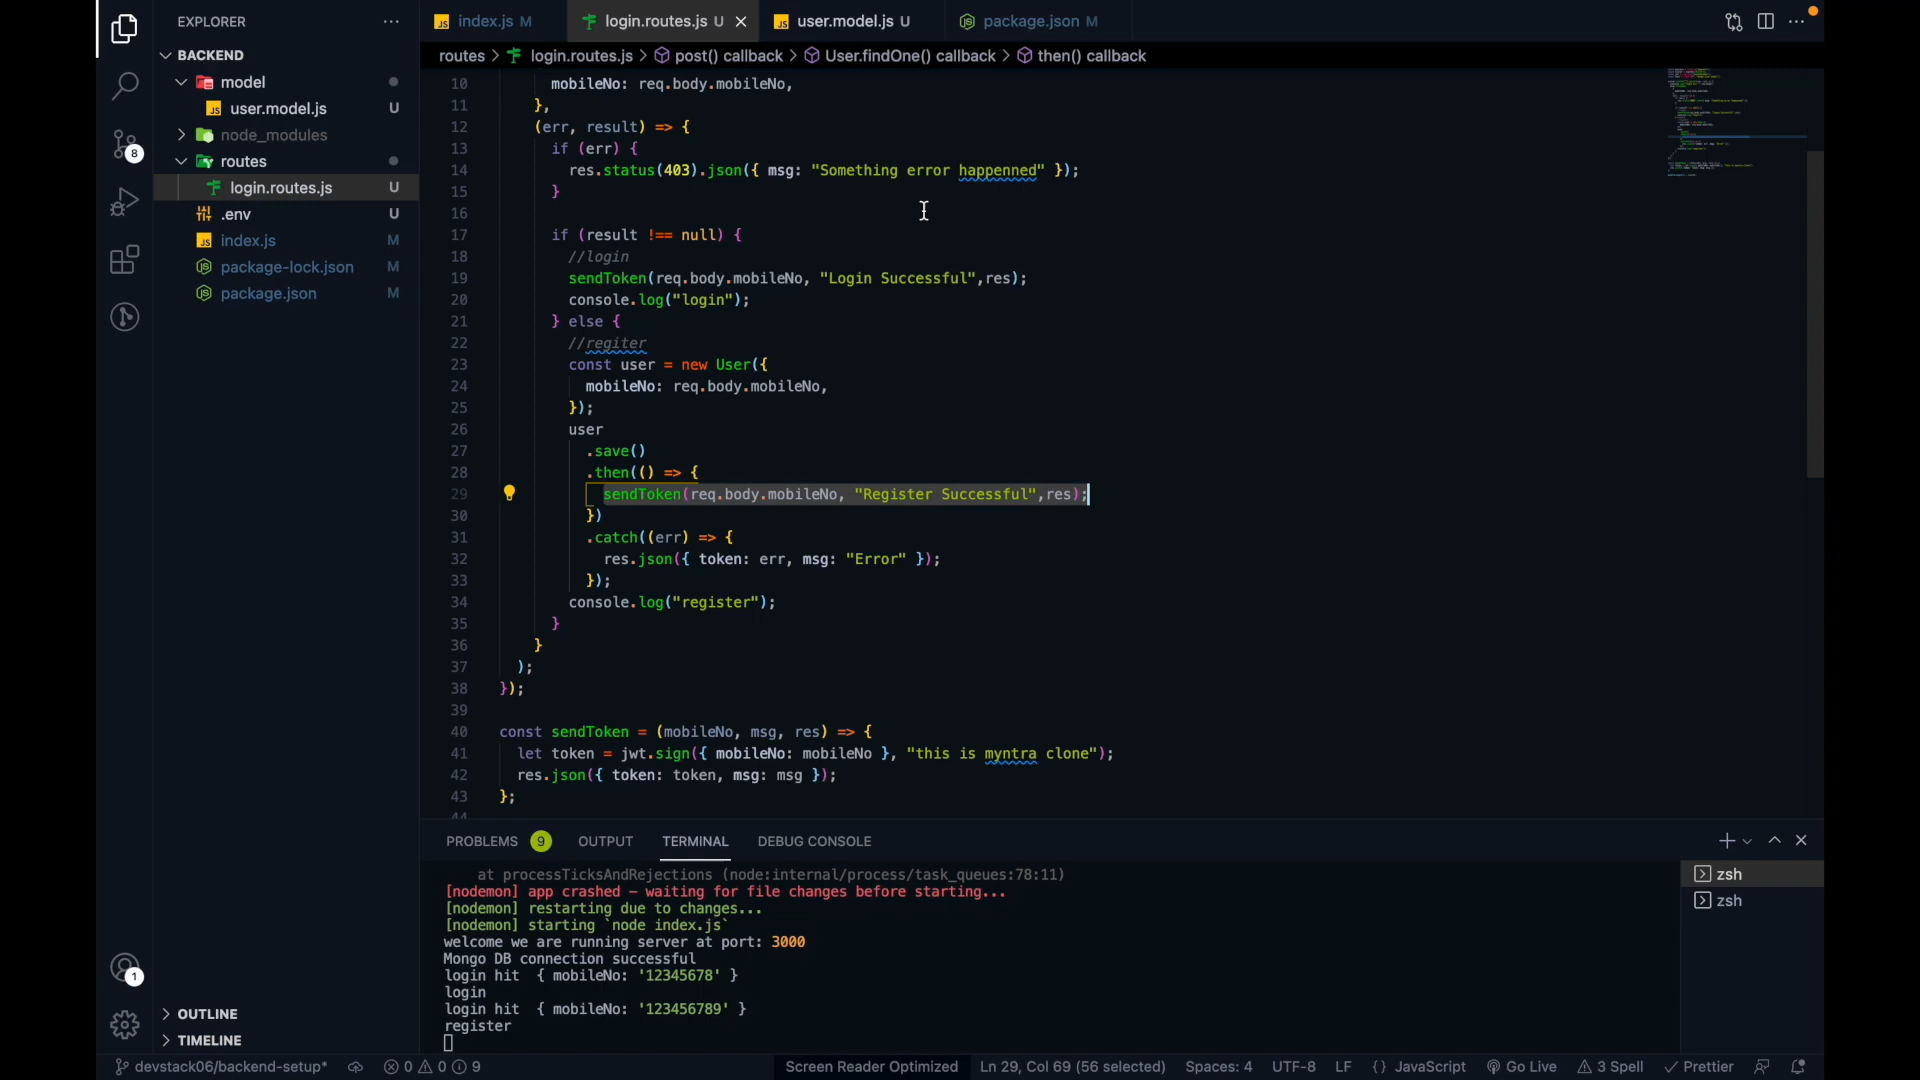 EXPLORER ···
BACKEND
model
user.model.js U
node_modules
routes
login.routes.js U
.env U
index.js M
package-lock.json M
package.json M
8
1
OUTLINE
TIMELINE
index.js M login.routes.js U user.model.js U package.json M
routes > login.routes.js > post() callback > User.findOne() callback > then() callback
10 mobileNo: req.body.mobileNo,
11 },
12 (err, result) => {
13 if (err) {
14 res.status(403).json({ msg: "Something error happenned" });
15 }
16
17 if (result !== null) {
18 //login
19 sendToken(req.body.mobileNo, "Login Successful",res);
20 console.log("login");
21 } else {
22 //regiter
23 const user = new User({
24 mobileNo: req.body.mobileNo,
25 });
26 user
27 .save()
28 .then(() => {
29 sendToken(req.body.mobileNo, "Register Successful",res);
30 })
31 .catch((err) => {
32 res.json({ token: err, msg: "Error" });
33 });
34 console.log("register");
35 }
36 }
37 );
38 });
39
40 const sendToken = (mobileNo, msg, res) => {
41 let token = jwt.sign({ mobileNo: mobileNo }, "this is myntra clone");
42 res.json({ token: token, msg: msg });
43 };
44
PROBLEMS 9 OUTPUT TERMINAL DEBUG CONSOLE
at processTicksAndRejections (node:internal/process/task_queues:78:11)
[nodemon] app crashed - waiting for file changes before starting...
[nodemon] restarting due to changes...
[nodemon] starting `node index.js`
welcome we are running server at port: 3000
Mongo DB connection successful
login hit { mobileNo: '12345678' }
login
login hit { mobileNo: '123456789' }
register
zsh
zsh
devstack06/backend-setup* 0 0 9 Screen Reader Optimized Ln 29, Col 69 (56 selected) Spaces: 4 UTF-8 LF {} JavaScript Go Live 3 Spell Prettier